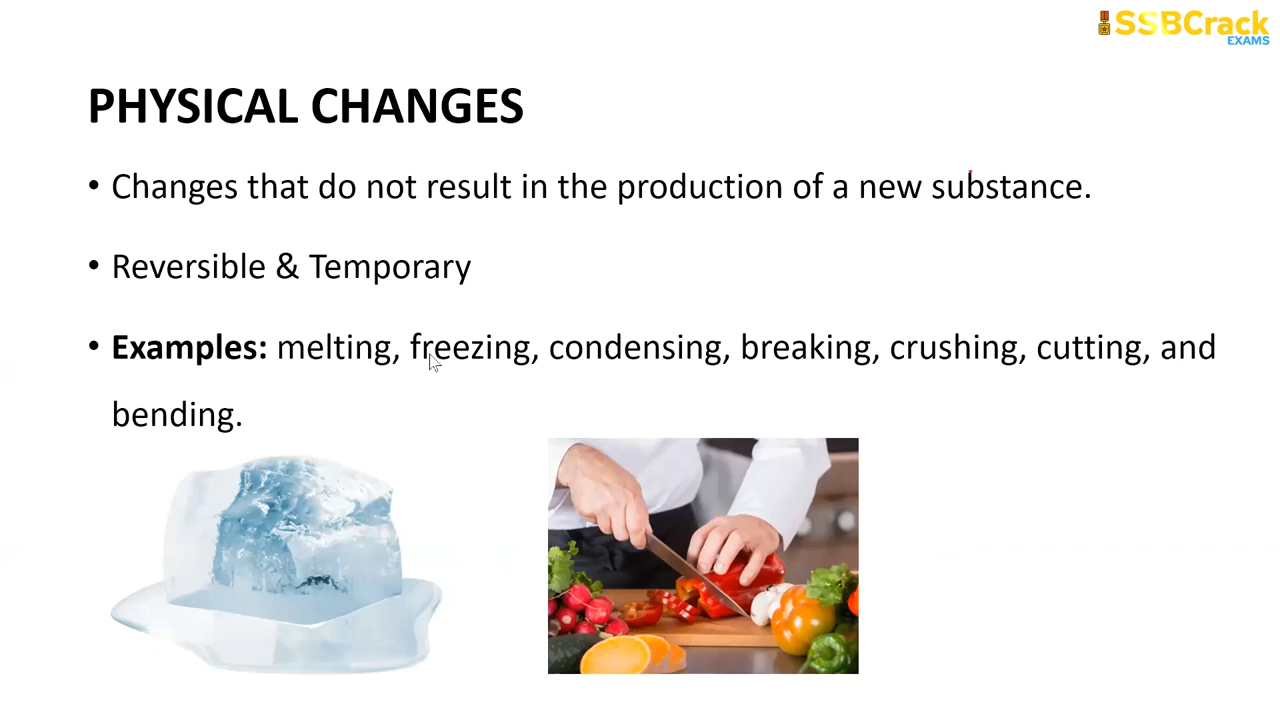 SSBCrack
EXAMS
PHYSICAL CHANGES
• Changes that do not result in the production of a new substance.
• Reversible & Temporary
• Examples: melting, freezing, condensing, breaking, crushing, cutting, and
bending.